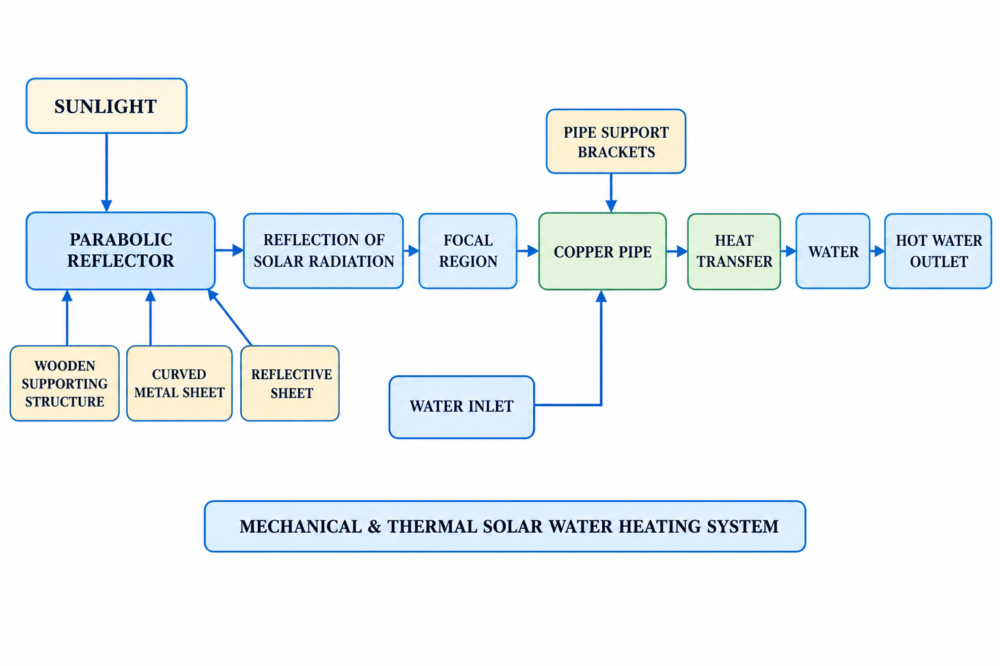 SUNLIGHT
PIPE SUPPORT
BRACKETS
PARABOLIC
REFLECTOR
REFLECTION OF
SOLAR RADIATION
FOCAL
REGION
COPPER PIPE
HEAT
TRANSFER
WATER
HOT WATER
OUTLET
WOODEN
SUPPORTING
STRUCTURE
CURVED
METAL SHEET
REFLECTIVE
SHEET
WATER INLET
MECHANICAL & THERMAL SOLAR WATER HEATING SYSTEM